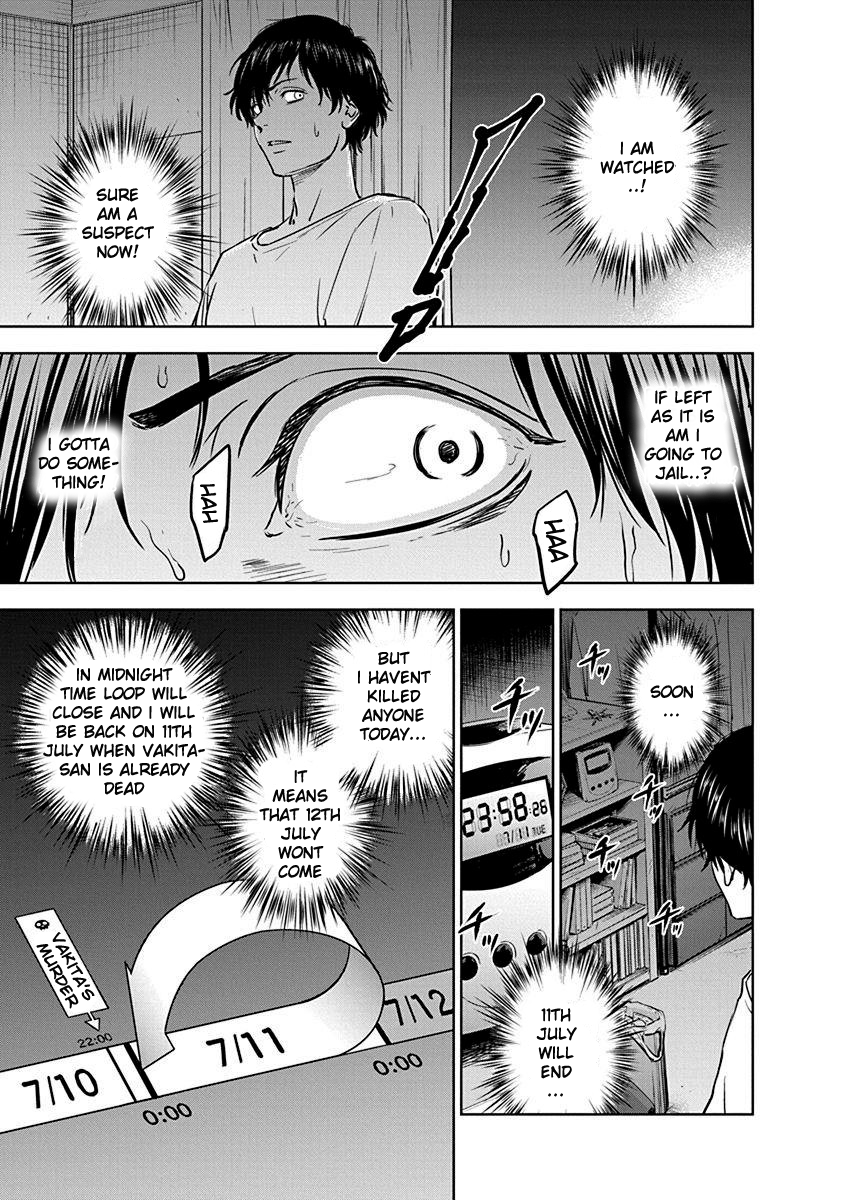 I AM
WATCHED
..!
SURE
AM A
SUSPECT
NOW!
IF LEFT
AS IT IS
AM I
GOING TO
JAIL..?
HAA
HAH
I GOTTA
DO SOME-
THING!
SOON
...
チッ
チッ
チッ
チッ
23:58:26
11TH
JULY
WILL
END
...
チッ
チッ
BUT
I HAVENT
KILLED
ANYONE
TODAY...
IT
MEANS
THAT 12TH
JULY
WONT
COME
IN MIDNIGHT
TIME LOOP WILL
CLOSE AND I WILL
BE BACK ON 11TH
JULY WHEN VAKITA-
SAN IS ALREADY
DEAD
VAKITA'S
MURDER
22:00
7/10
7/11
7/12
0:00
0:00